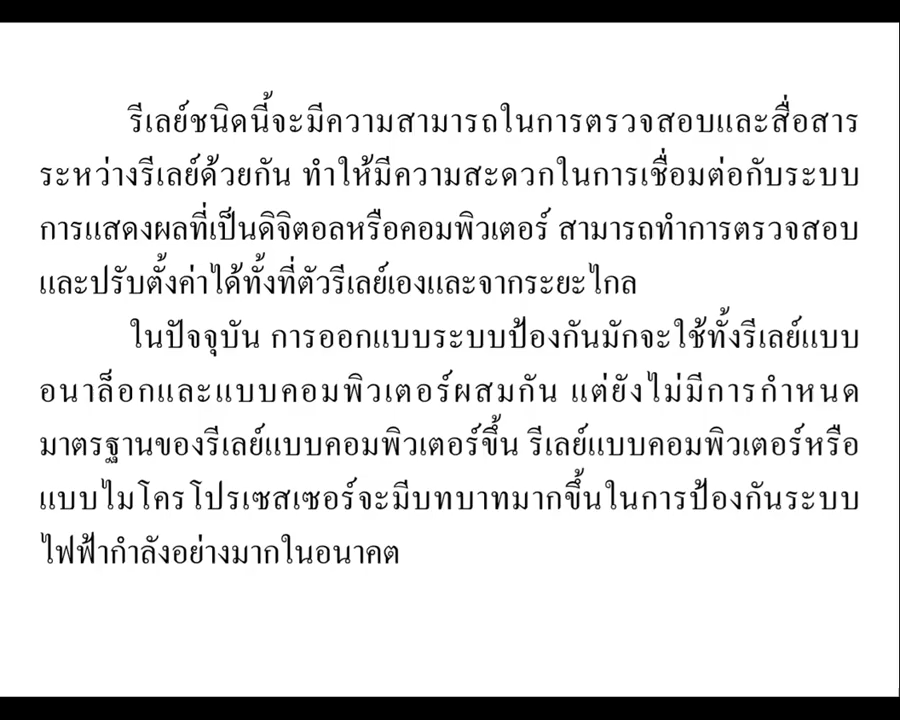 รีเลย์ชนิดนี้จะมีความสามารถในการตรวจสอบและสื่อสาร
ระหว่างรีเลย์ด้วยกัน ทำให้มีความสะดวกในการเชื่อมต่อกับระบบ
การแสดงผลที่เป็นดิจิตอลหรือคอมพิวเตอร์ สามารถทำการตรวจสอบ
และปรับตั้งค่าได้ทั้งที่ตัวรีเลย์เองและจากระยะไกล
ในปัจจุบัน การออกแบบระบบป้องกันมักจะใช้ทั้งรีเลย์แบบ
อนาล็อกและแบบคอมพิวเตอร์ผสมกัน แต่ยังไม่มีการกำหนด
มาตรฐานของรีเลย์แบบคอมพิวเตอร์ขึ้น รีเลย์แบบคอมพิวเตอร์หรือ
แบบไมโครโปรเซสเซอร์จะมีบทบาทมากขึ้นในการป้องกันระบบ
ไฟฟ้ากำลังอย่างมากในอนาคต